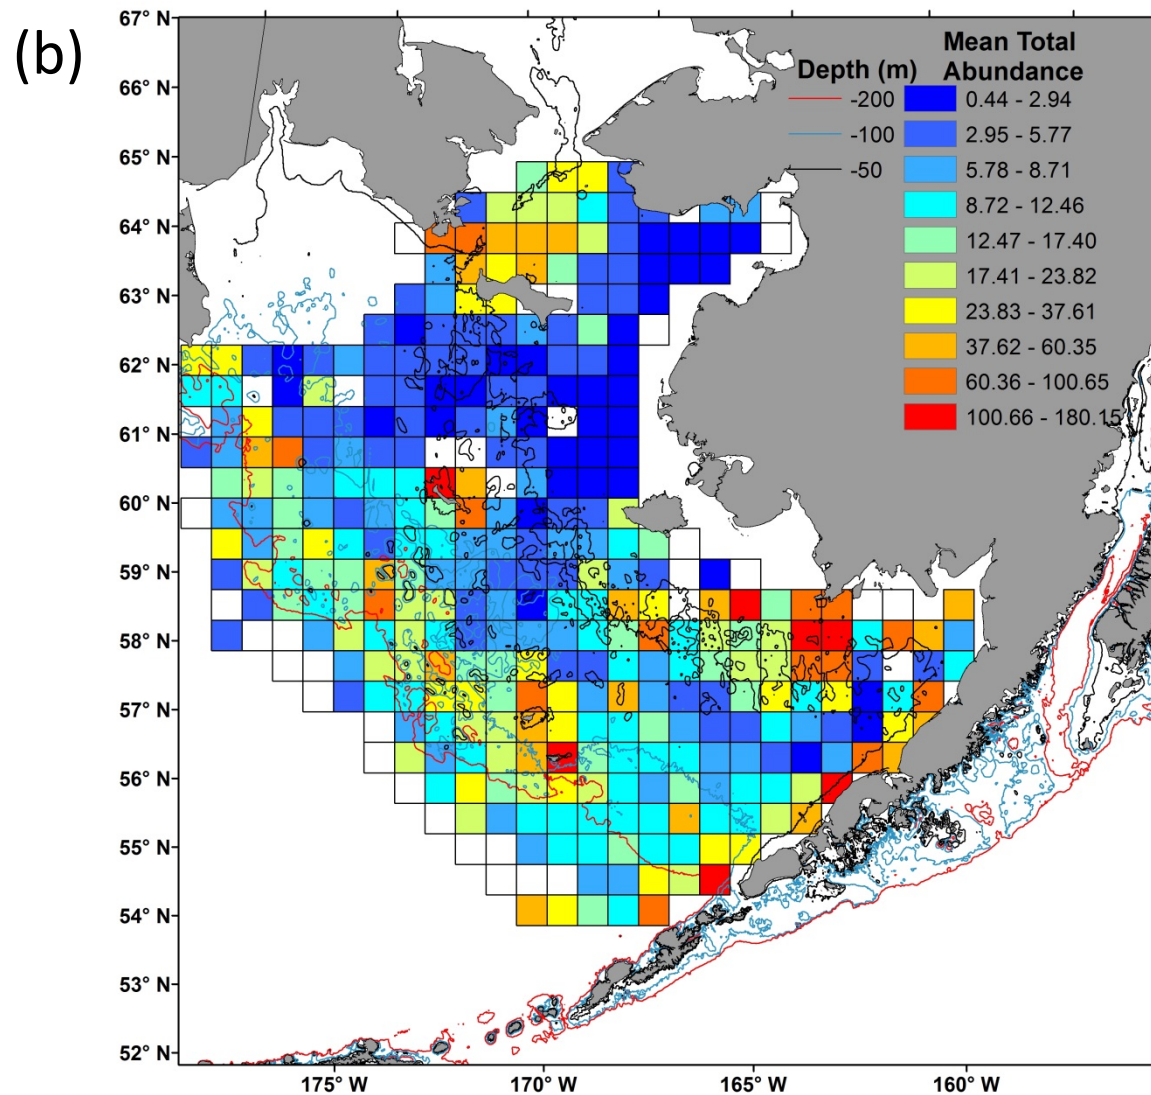 (b)
67° N
66° N
65° N
64° N
63° N
62° N
61° N
60° N
59° N
58° N
57° N
56° N
55° N
54° N
53° N
52° N
Depth (m)
-200
-100
-50
Mean Total
Abundance
0.44 - 2.94
2.95 - 5.77
5.78 - 8.71
8.72 - 12.46
12.47 - 17.40
17.41 - 23.82
23.83 - 37.61
37.62 - 60.35
60.36 - 100.65
100.66 - 180.15
175° W
170° W
165° W
160° W